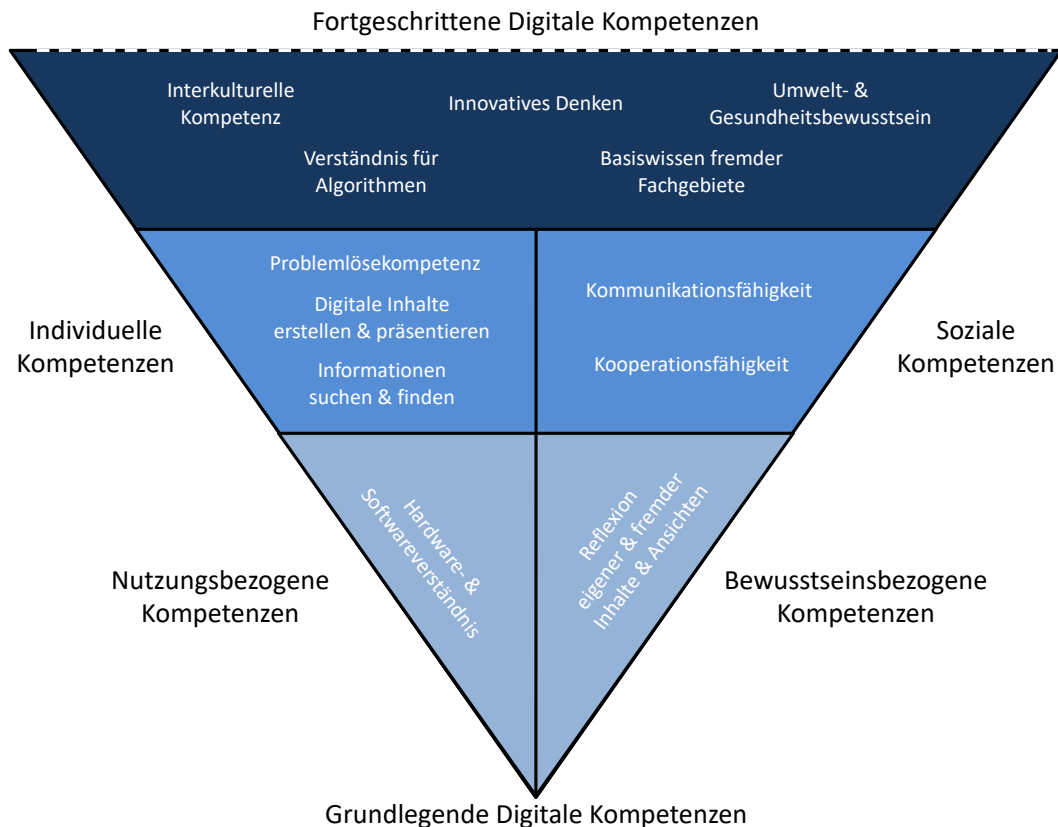 Fortgeschrittene Digitale Kompetenzen
Interkulturelle
Kompetenz
Innovatives Denken
Umwelt- &
Gesundheitsbewusstsein
Verständnis für
Algorithmen
Basiswissen fremder
Fachgebiete
Individuelle
Kompetenzen
Problemlösekompetenz
Digitale Inhalte
erstellen & präsentieren
Informationen
suchen & finden
Kommunikationsfähigkeit
Kooperationsfähigkeit
Soziale
Kompetenzen
Nutzungsbezogene
Kompetenzen
Hardware- &
Softwareverständnis
Reflexion
eigener & fremder
Inhalte & Ansichten
Bewusstseinsbezogene
Kompetenzen
Grundlegende Digitale Kompetenzen